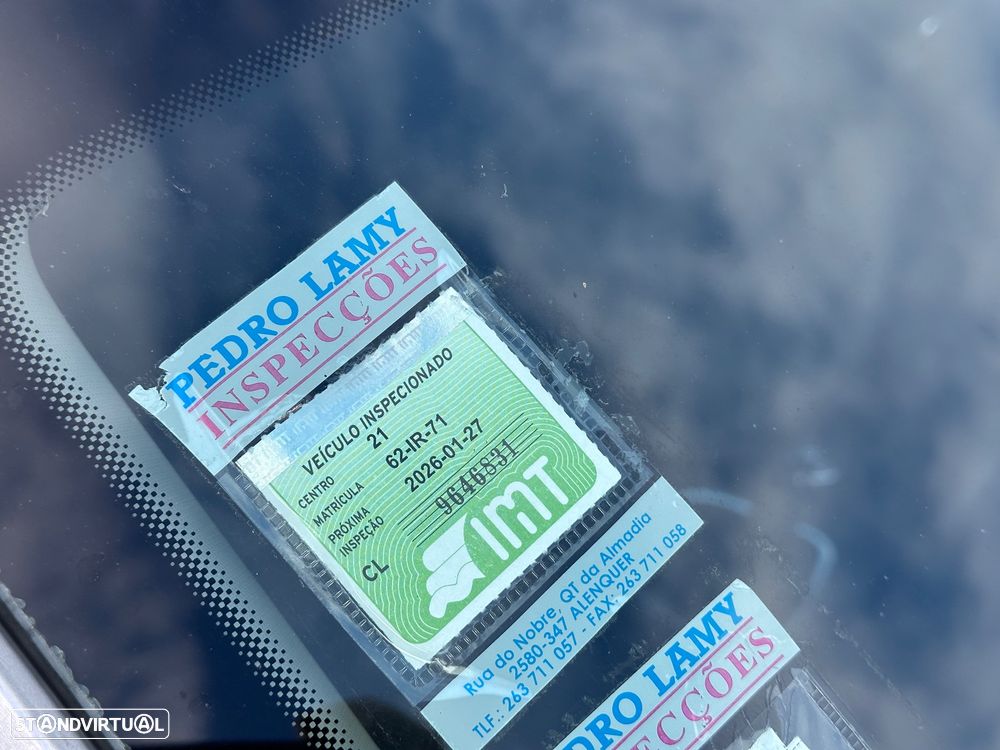 PEDRO LAMY
INSPECÇÕES
VEÍCULO INSPECIONADO
CENTRO 21
MATRÍCULA 62-IR-71
PRÓXIMA INSPEÇÃO 2026-01-27
9646831
CL
IMT
Rua do Nobre, QT da Almadia
2580-347 ALENQUER
TLF.: 263 711 057 - FAX: 263 711 058
PEDRO LAMY
INSPECÇÕES
STANDVIRTUAL